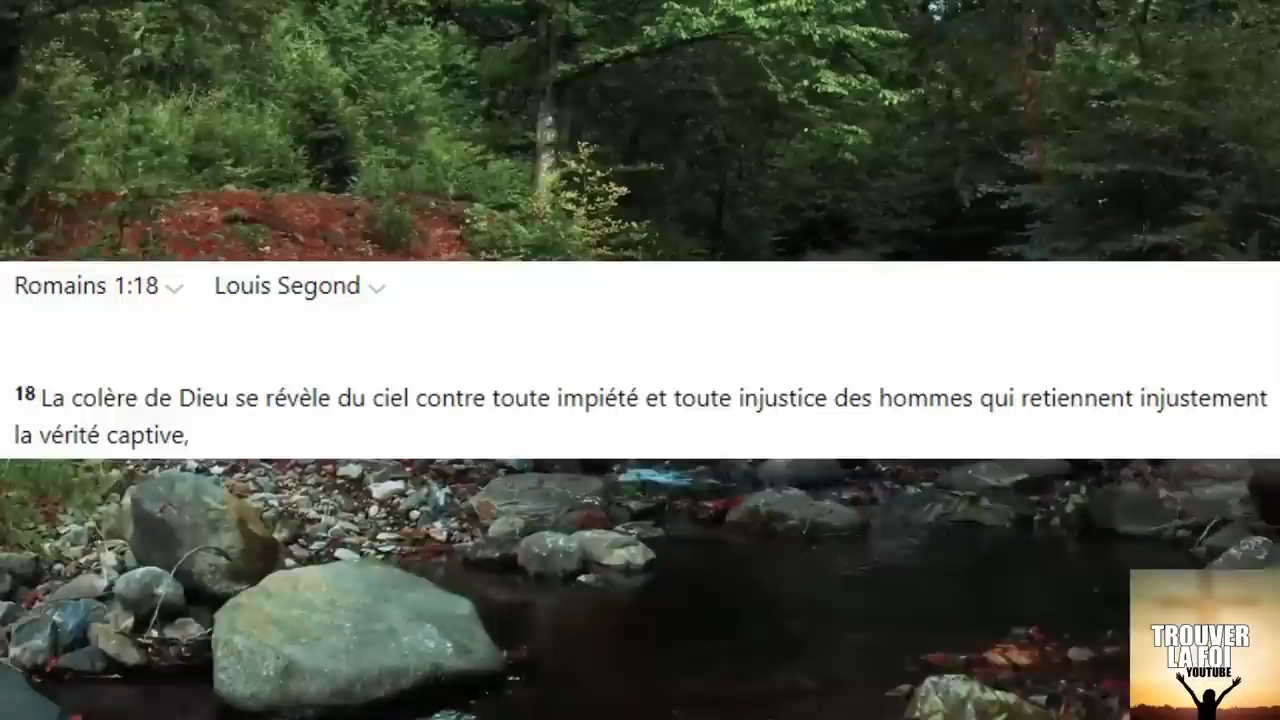 Romains 1:18 Louis Segond
18 La colère de Dieu se révèle du ciel contre toute impiété et toute injustice des hommes qui retiennent injustement
la vérité captive,
TROUVER
LA FOI
YOUTUBE